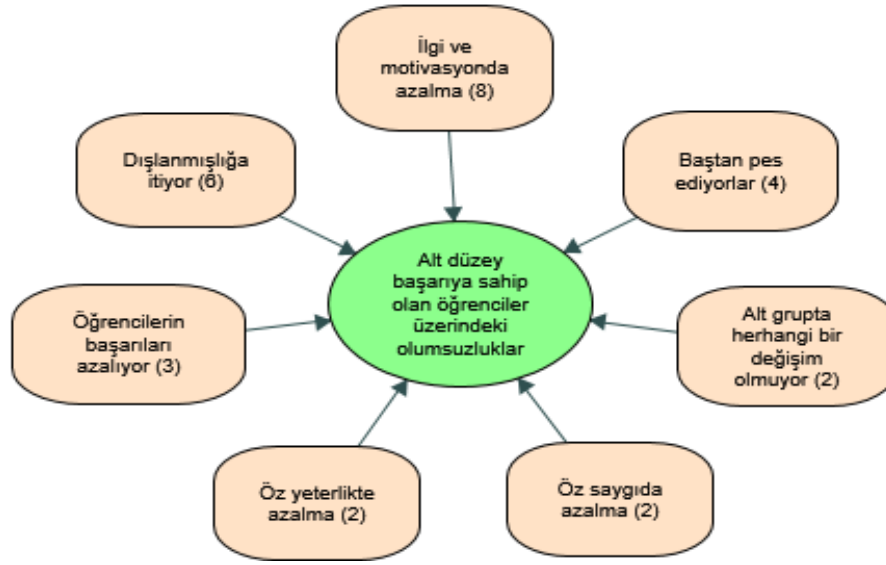 İlgi ve
motivasyonda
azalma (8)
Dışlanmışlığa
itiyor (6)
Baştan pes
ediyorlar (4)
Alt düzey
başarıya sahip
olan öğrenciler
üzerindeki
olumsuzluklar
Öğrencilerin
başarıları
azalıyor (3)
Alt grupta
herhangi bir
değişim
olmuyor (2)
Öz yeterlikte
azalma (2)
Öz saygıda
azalma (2)